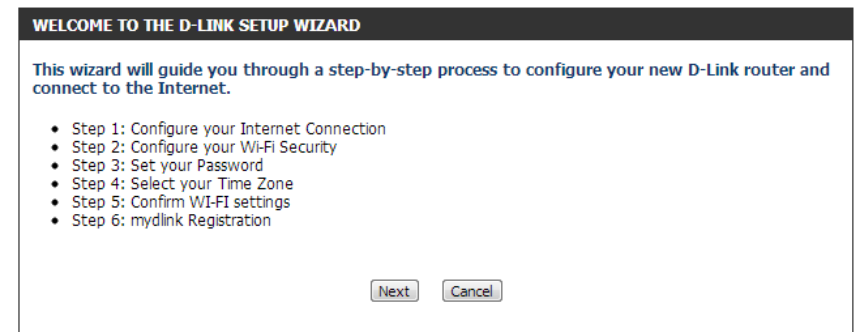 WELCOME TO THE D-LINK SETUP WIZARD
This wizard will guide you through a step-by-step process to configure your new D-Link router and
connect to the Internet.
• Step 1: Configure your Internet Connection
• Step 2: Configure your Wi-Fi Security
• Step 3: Set your Password
• Step 4: Select your Time Zone
• Step 5: Confirm WI-FI settings
• Step 6: mydlink Registration
Next Cancel